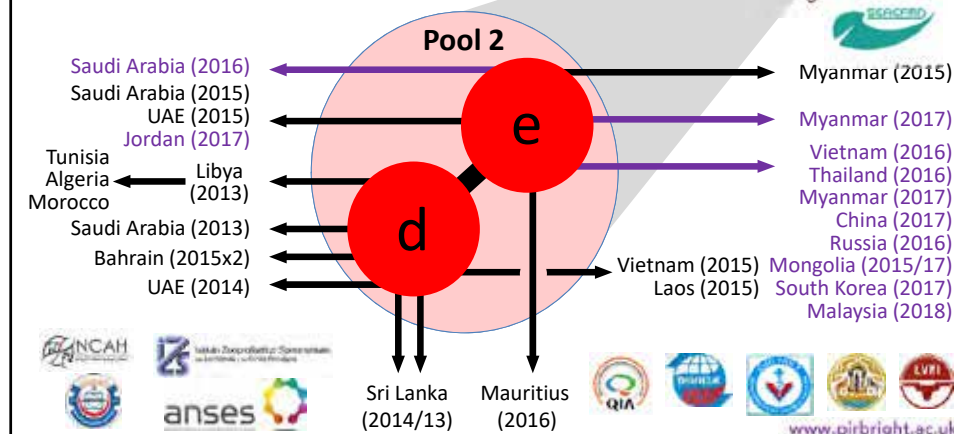 Pool 2
Saudi Arabia (2016)
Saudi Arabia (2015)
UAE (2015)
Jordan (2017)
Tunisia
Algeria
Morocco
Libya
(2013)
Saudi Arabia (2013)
Bahrain (2015x2)
UAE (2014)
e
d
Myanmar (2015)
Myanmar (2017)
Vietnam (2016)
Thailand (2016)
Myanmar (2017)
China (2017)
Russia (2016)
Mongolia (2015/17)
South Korea (2017)
Malaysia (2018)
Vietnam (2015)
Laos (2015)
Sri Lanka
(2014/13)
Mauritius
(2016)
SEACFMD
NCAH
anses
QIA
LVRI
www.pirbright.ac.uk